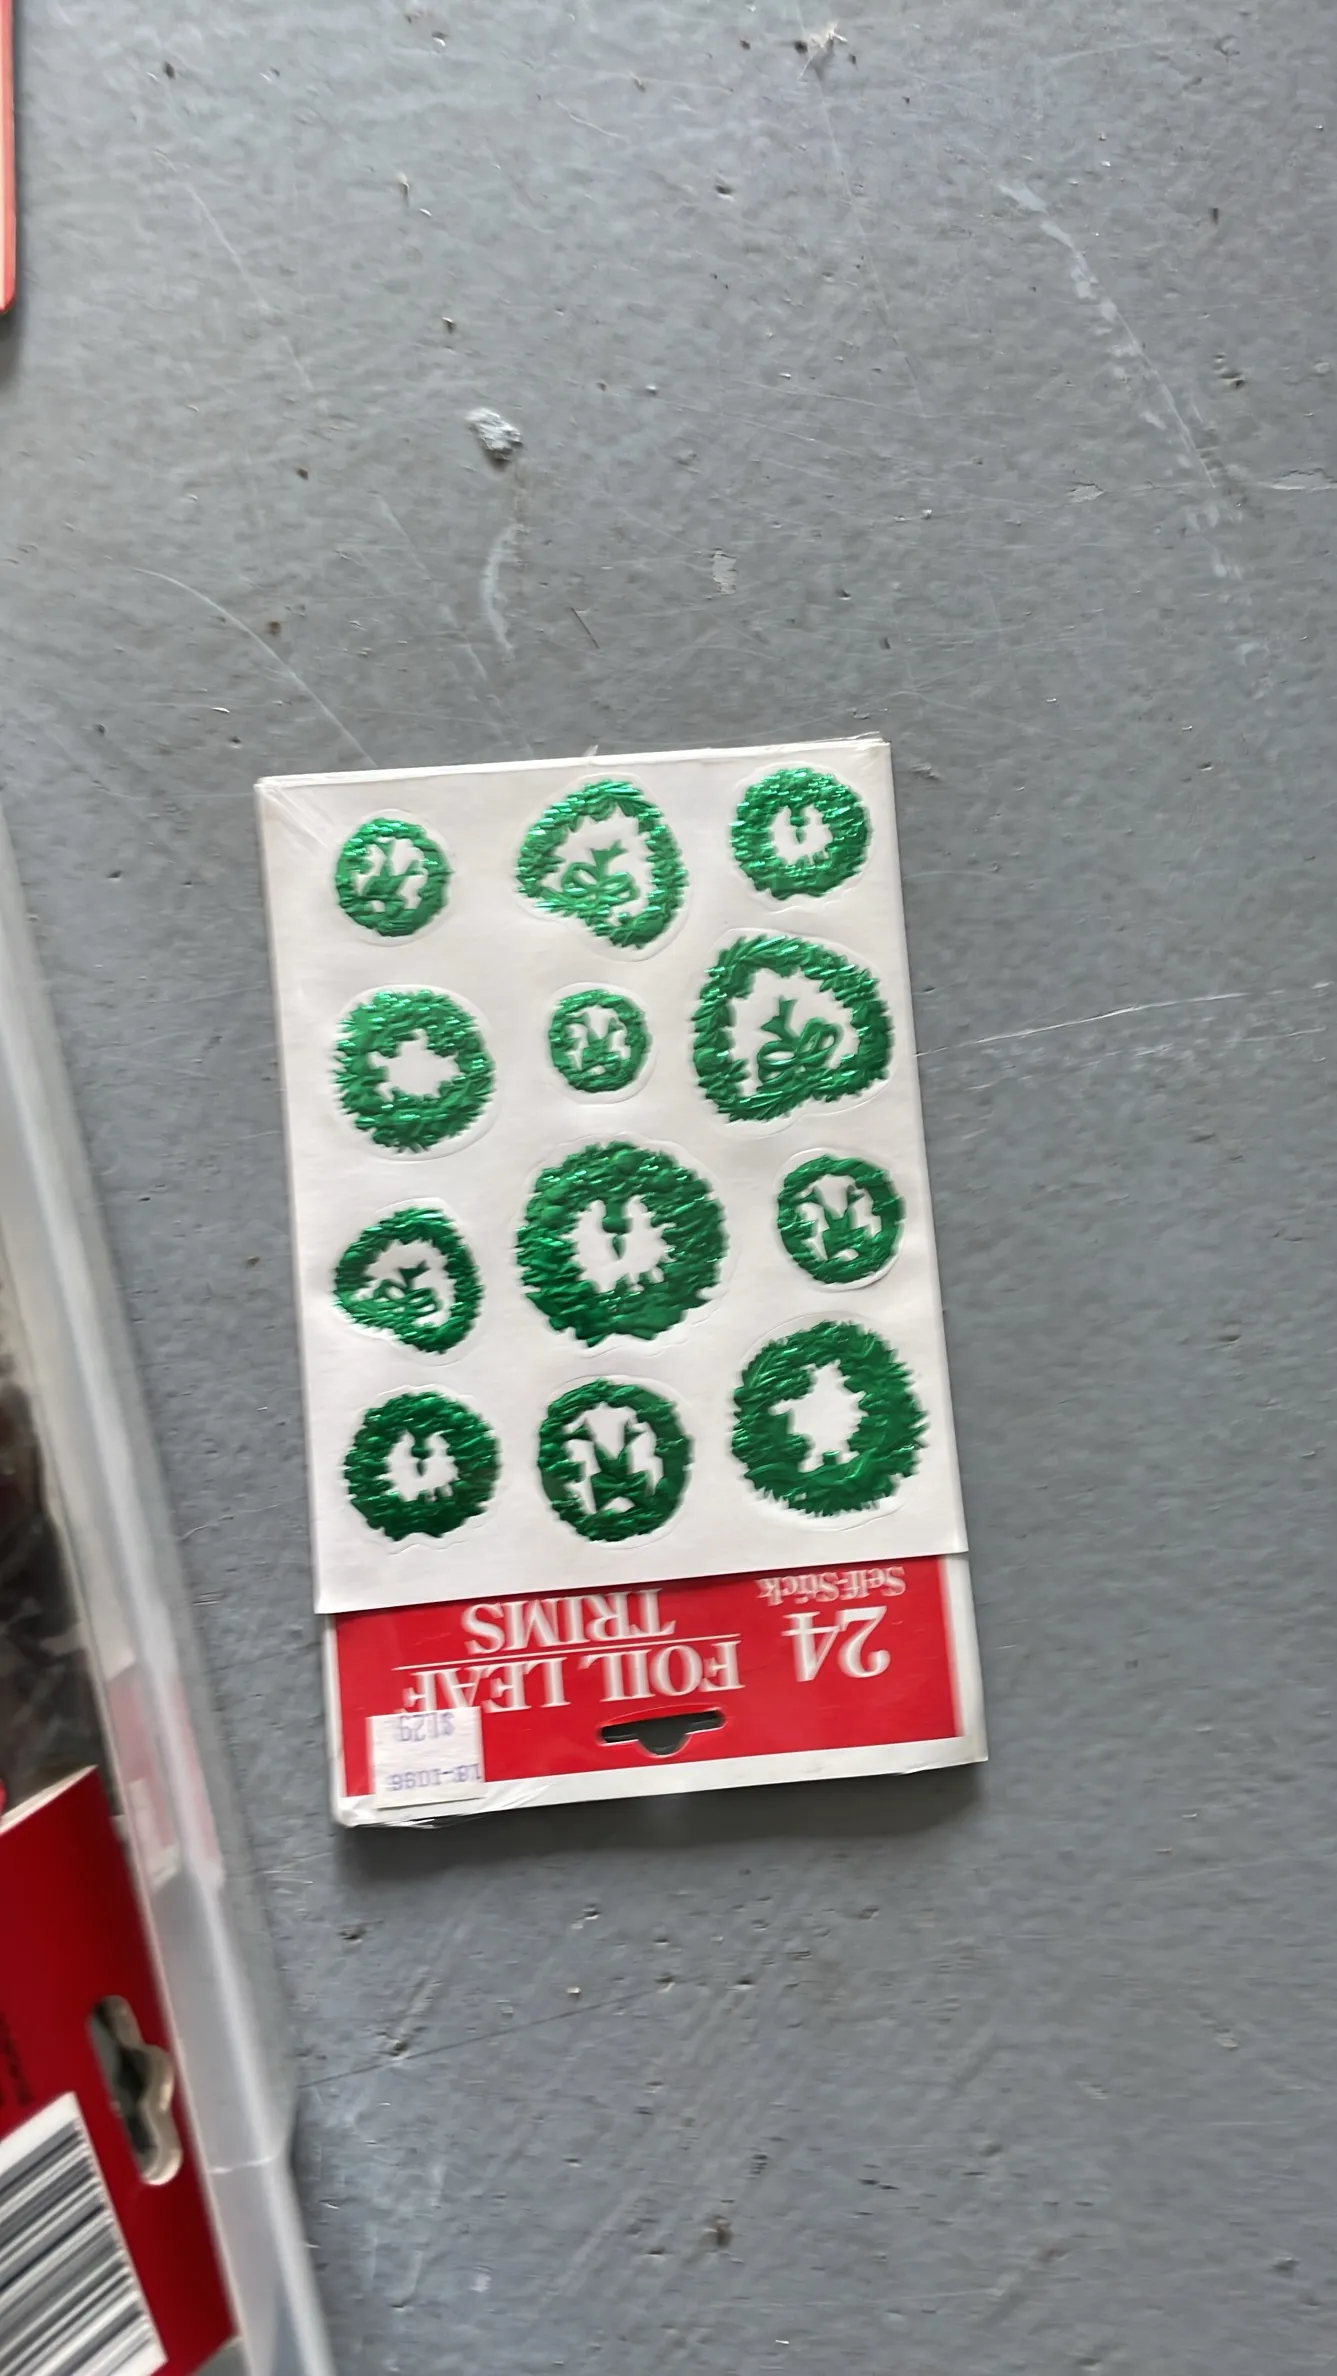 24
Self-Stick
FOIL LEAF
TRIMS
$1.29
18-1096